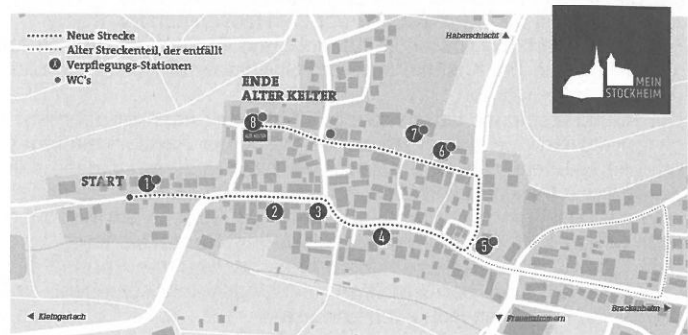 Neue Strecke
Alter Streckenteil, der entfällt
Verpflegungs-Stationen
WC's
Haberschlacht
MEIN
STOCKHEIM
ENDE
ALTER KELTER
8
7
6
START
1
2
3
4
5
Kleingartach
Frauenzimmern
Brackenheim